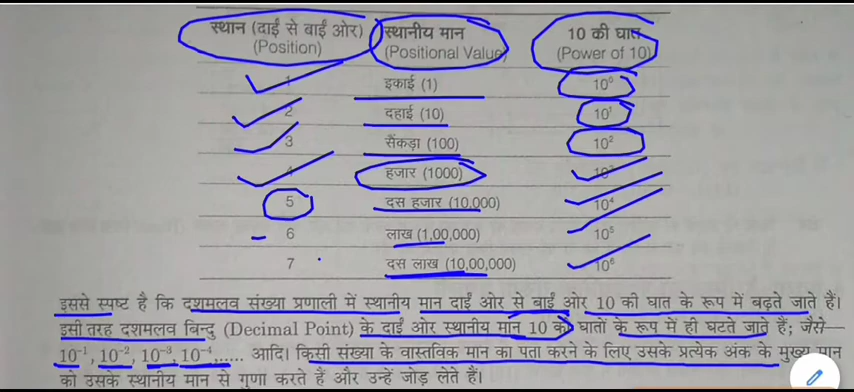 स्थान (दाईं से बाईं ओर) स्थानीय मान 10 की घात
(Position) (Positional Value) (Power of 10)
1 इकाई (1) 10⁰
2 दहाई (10) 10¹
3 सैंकड़ा (100) 10²
4 हजार (1000) 10³
5 दस हजार (10,000) 10⁴
6 लाख (1,00,000) 10⁵
7 दस लाख (10,00,000) 10⁶
इससे स्पष्ट है कि दशमलव संख्या प्रणाली में स्थानीय मान दाईं ओर से बाईं ओर 10 की घात के रूप में बढ़ते जाते हैं।
इसी तरह दशमलव बिन्दु (Decimal Point) के दाईं ओर स्थानीय मान 10 के घातों के रूप में ही घटते जाते हैं; जैसे—
10⁻¹, 10⁻², 10⁻³, 10⁻⁴,..... आदि। किसी संख्या के वास्तविक मान का पता करने के लिए उसके प्रत्येक अंक के मुख्य मान
को उसके स्थानीय मान से गुणा करते हैं और उन्हें जोड़ लेते हैं।